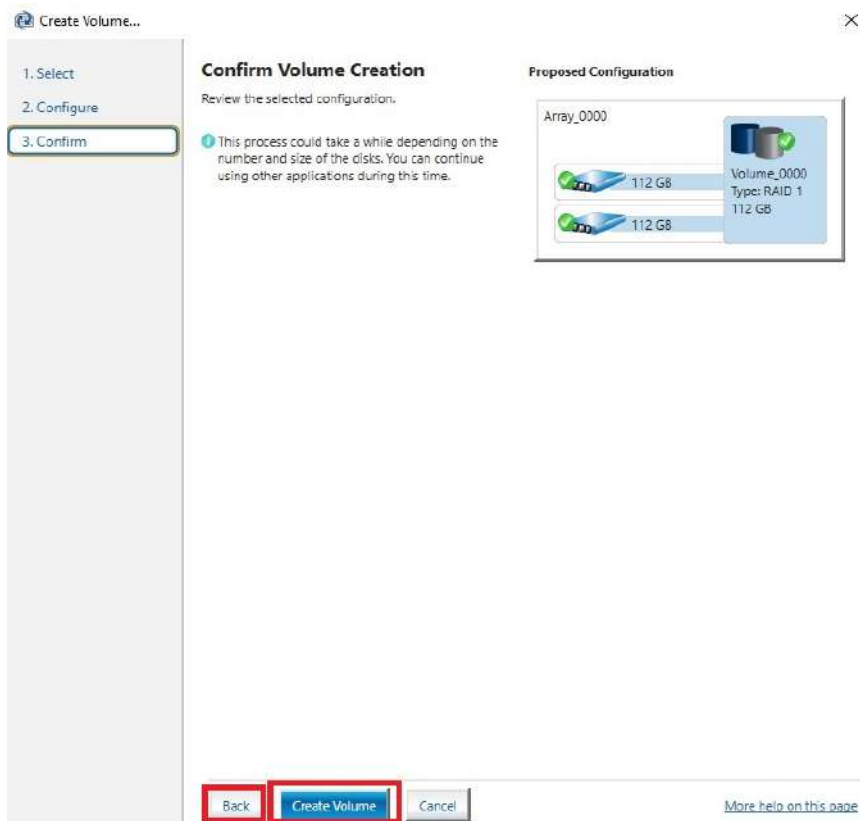 Create Volume...
1. Select
2. Configure
3. Confirm
Confirm Volume Creation
Review the selected configuration.
This process could take a while depending on the
number and size of the disks. You can continue
using other applications during this time.
Proposed Configuration
Array_0000
112 GB
112 GB
Volume_0000
Type: RAID 1
112 GB
Back
Create Volume
Cancel
More help on this page